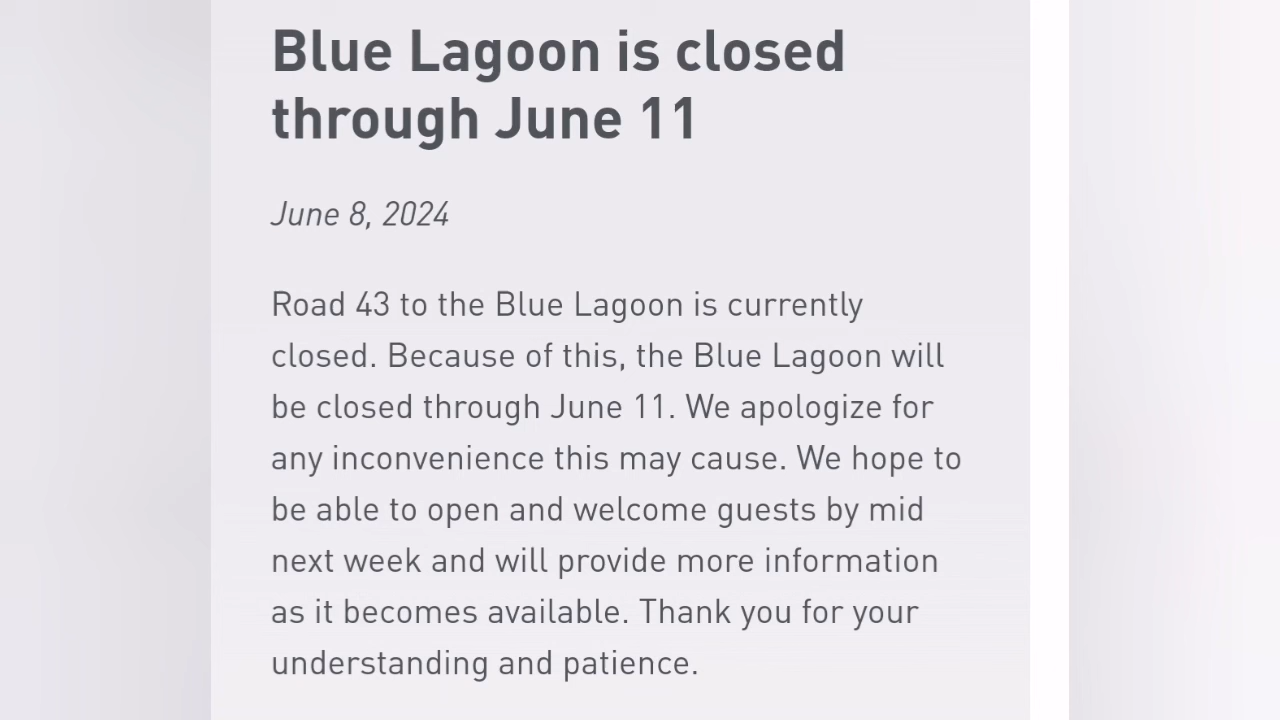 Blue Lagoon is closed
through June 11
June 8, 2024
Road 43 to the Blue Lagoon is currently
closed. Because of this, the Blue Lagoon will
be closed through June 11. We apologize for
any inconvenience this may cause. We hope to
be able to open and welcome guests by mid
next week and will provide more information
as it becomes available. Thank you for your
understanding and patience.